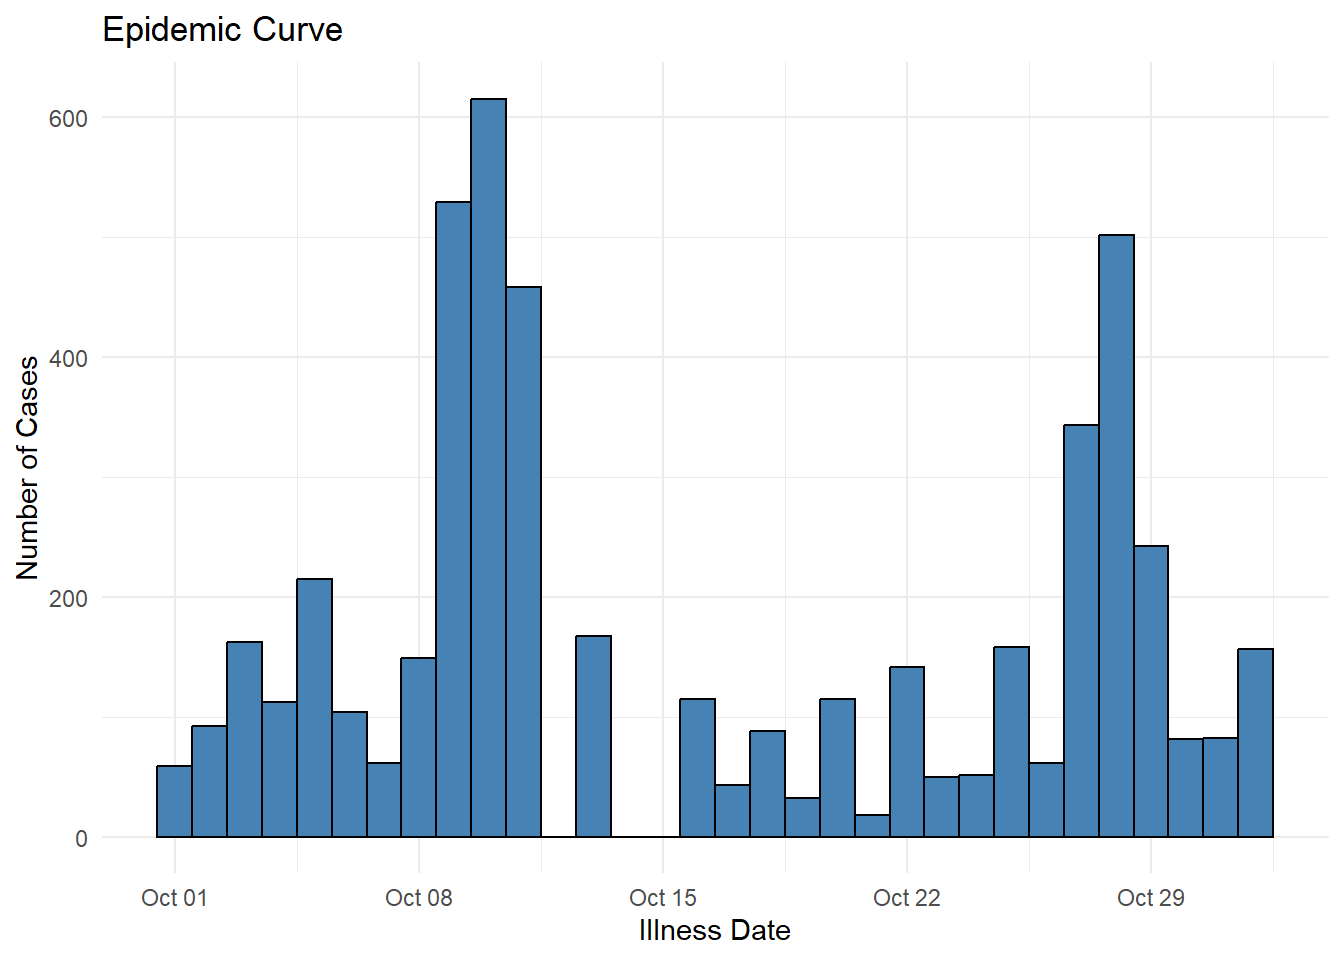 Epidemic Curve
600
400
200
0
Number of Cases
Oct 01
Oct 08
Oct 15
Oct 22
Oct 29
Illness Date